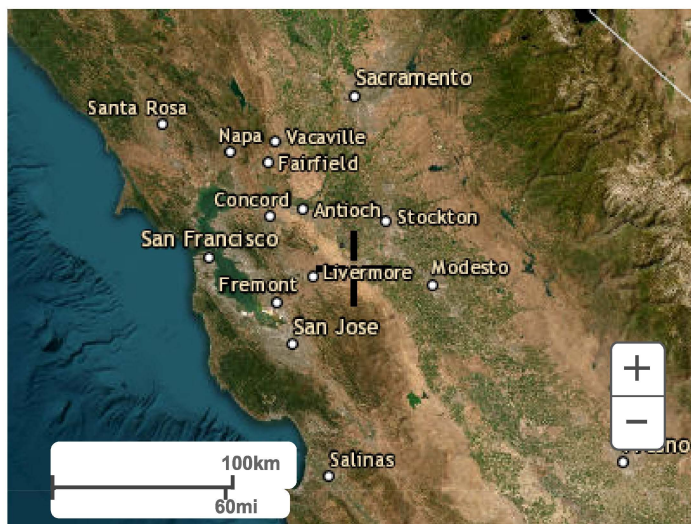 Sacramento
Santa Rosa
Napa
Vacaville
Fairfield
Concord
Antioch
Stockton
San Francisco
Livermore
Modesto
Fremont
San Jose
+
−
100km
60mi
Salinas